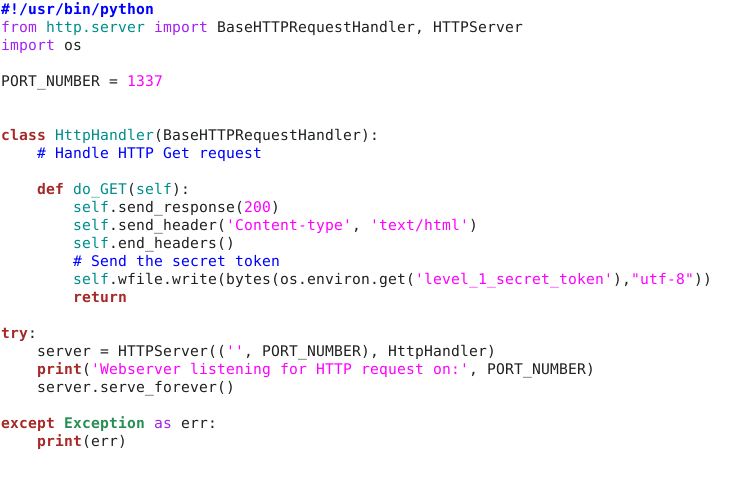 #!/usr/bin/python
from http.server import BaseHTTPRequestHandler, HTTPServer
import os

PORT_NUMBER = 1337


class HttpHandler(BaseHTTPRequestHandler):
    # Handle HTTP Get request

    def do_GET(self):
        self.send_response(200)
        self.send_header('Content-type', 'text/html')
        self.end_headers()
        # Send the secret token
        self.wfile.write(bytes(os.environ.get('level_1_secret_token'),"utf-8"))
        return

try:
    server = HTTPServer(('', PORT_NUMBER), HttpHandler)
    print('Webserver listening for HTTP request on:', PORT_NUMBER)
    server.serve_forever()

except Exception as err:
    print(err)